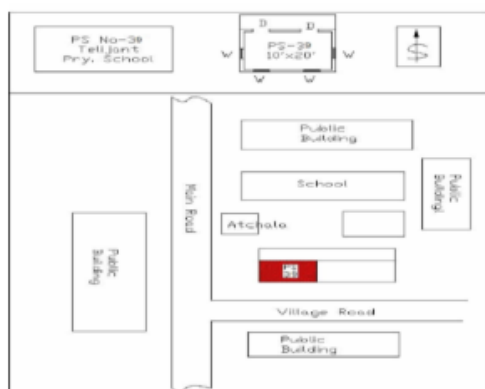 PS No-39
Telijant
Pry. School
D
D
PS-39
10'x20'
W
W
W
W
Public
Building
School
Public
Building
Atchala
Main Road
Public
Building
Village Road
Public
Building